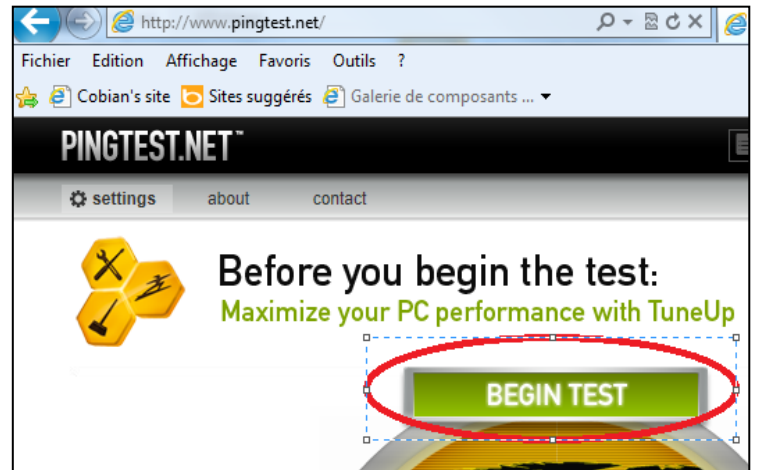 http://www.pingtest.net/
Fichier Edition Affichage Favoris Outils ?
Cobian's site Sites suggérés Galerie de composants ...
PINGTEST.NET™
settings about contact
Before you begin the test:
Maximize your PC performance with TuneUp
BEGIN TEST